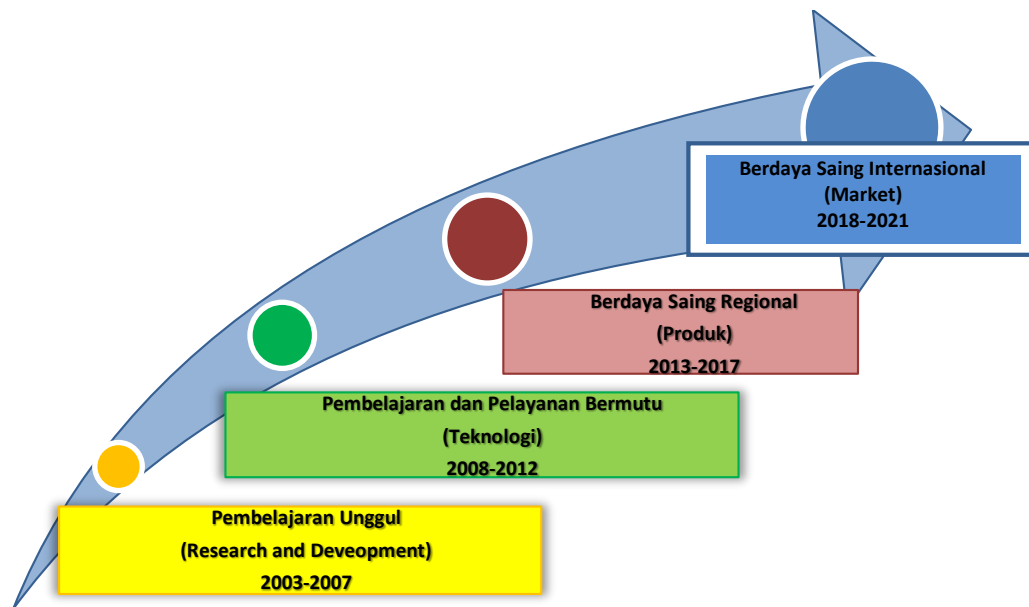 Berdaya Saing Internasional
(Market)
2018-2021
Berdaya Saing Regional
(Produk)
2013-2017
Pembelajaran dan Pelayanan Bermutu
(Teknologi)
2008-2012
Pembelajaran Unggul
(Research and Deveopment)
2003-2007